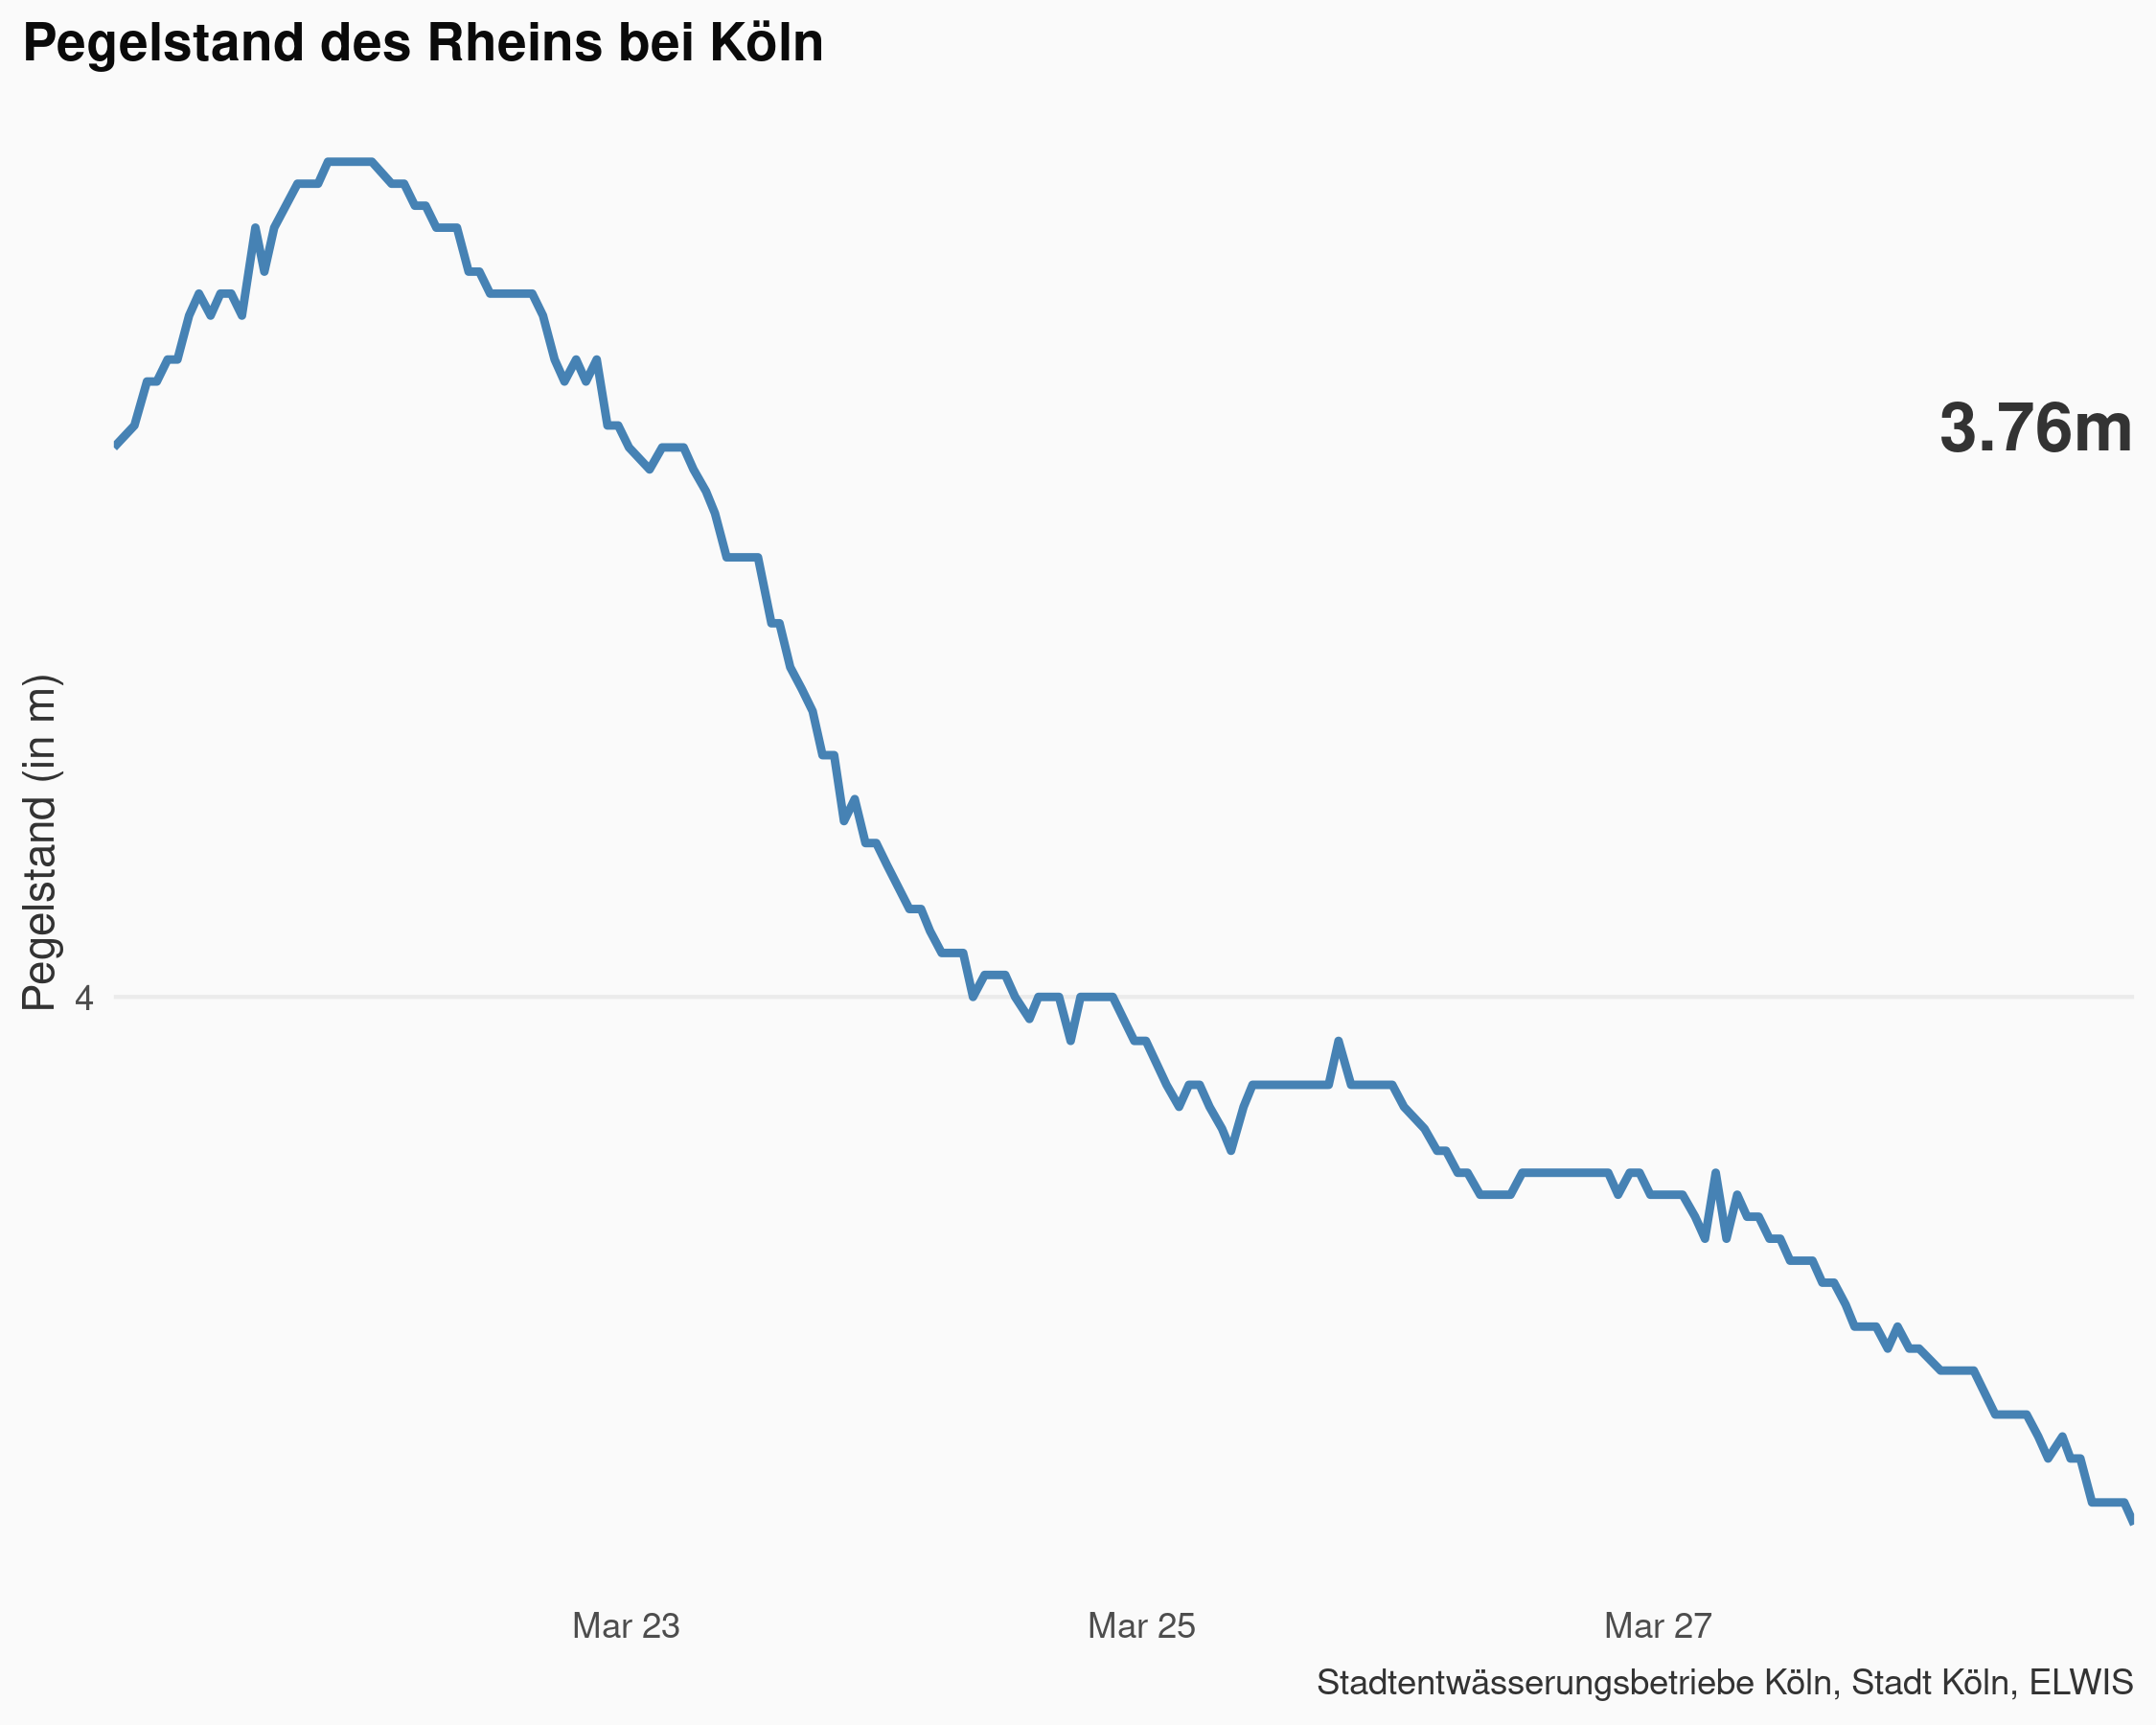 Pegelstand des Rheins bei Köln
3.76m
Pegelstand (in m)
4
Mar 23
Mar 25
Mar 27
Stadtentwässerungsbetriebe Köln, Stadt Köln, ELWIS